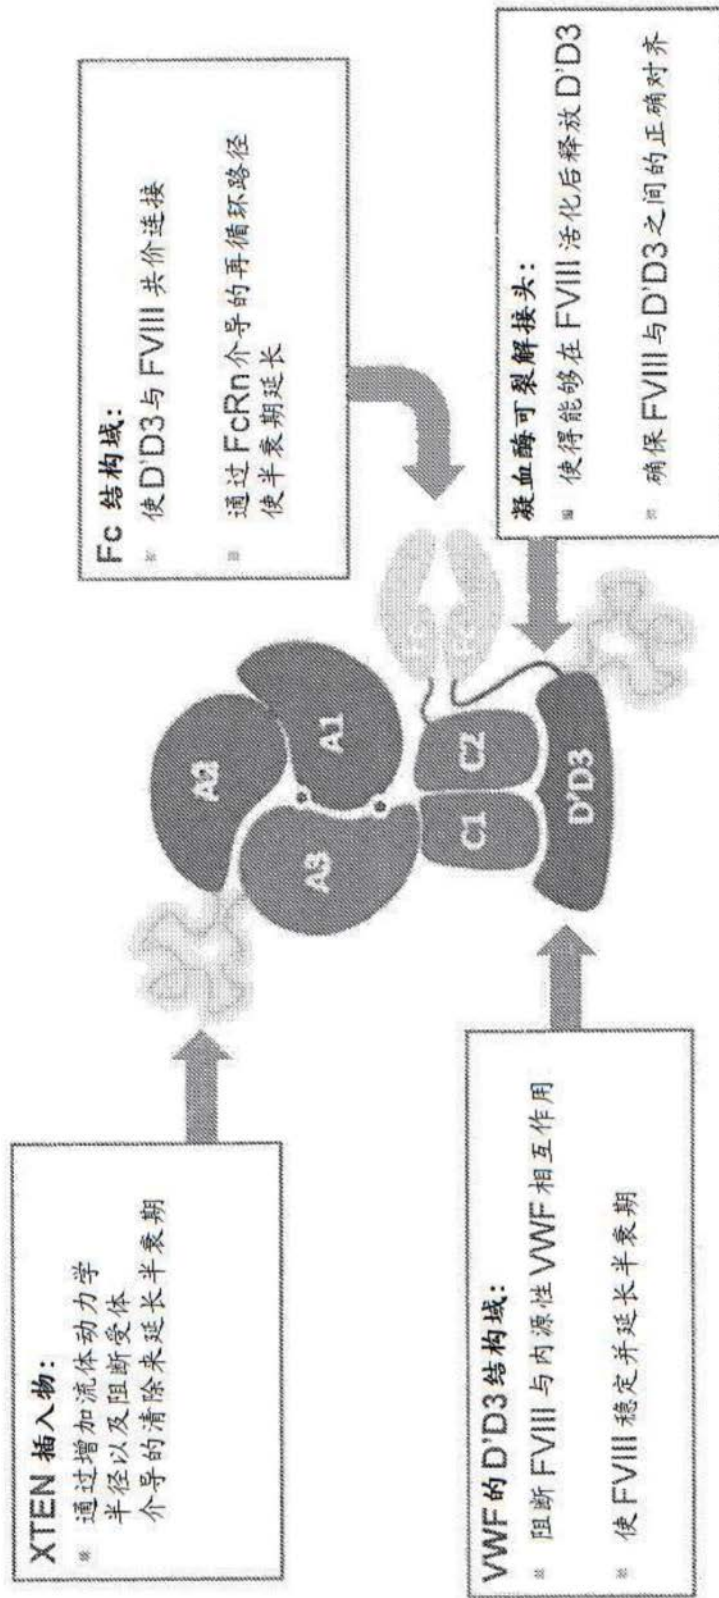 XTEN 插入物:
通过增加流体动力学
半径以及阻断受体
介导的清除来延长半衰期
Fc 结构域:
使D'D3与FVIII 共价连接
通过FcRn介导的再循环路径
使半衰期延长
A2
A1
A3
C1
C2
Fc
Fc
D'D3
VWF的D'D3结构域:
阻断FVIII与内源性VWF相互作用
使FVIII稳定并延长半衰期
凝血酶可裂解接头:
使得能够在FVIII活化后释放D'D3
确保FVIII与D'D3之间的正确对齐